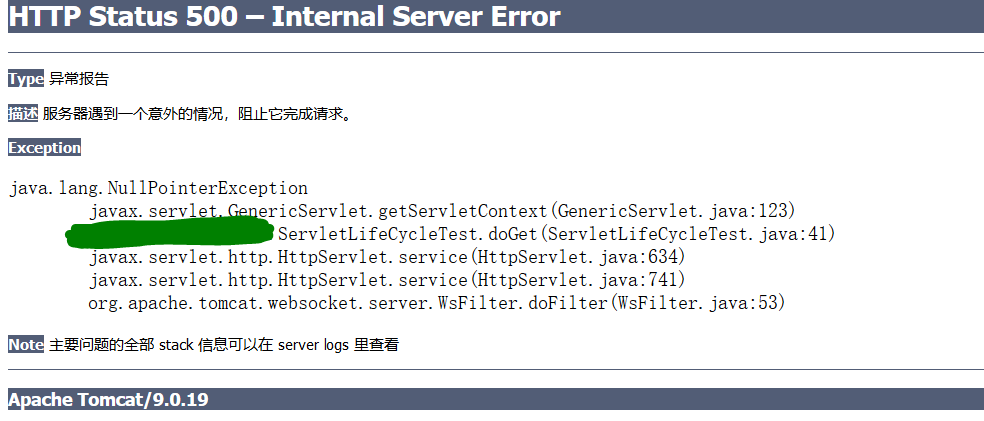 HTTP Status 500 – Internal Server Error
Type 异常报告
描述 服务器遇到一个意外的情况，阻止它完成请求。
Exception
java.lang.NullPointerException
javax.servlet.GenericServlet.getServletContext(GenericServlet.java:123)
ServletLifeCycleTest.doGet(ServletLifeCycleTest.java:41)
javax.servlet.http.HttpServlet.service(HttpServlet.java:634)
javax.servlet.http.HttpServlet.service(HttpServlet.java:741)
org.apache.tomcat.websocket.server.WsFilter.doFilter(WsFilter.java:53)
Note 主要问题的全部 stack 信息可以在 server logs 里查看
Apache Tomcat/9.0.19